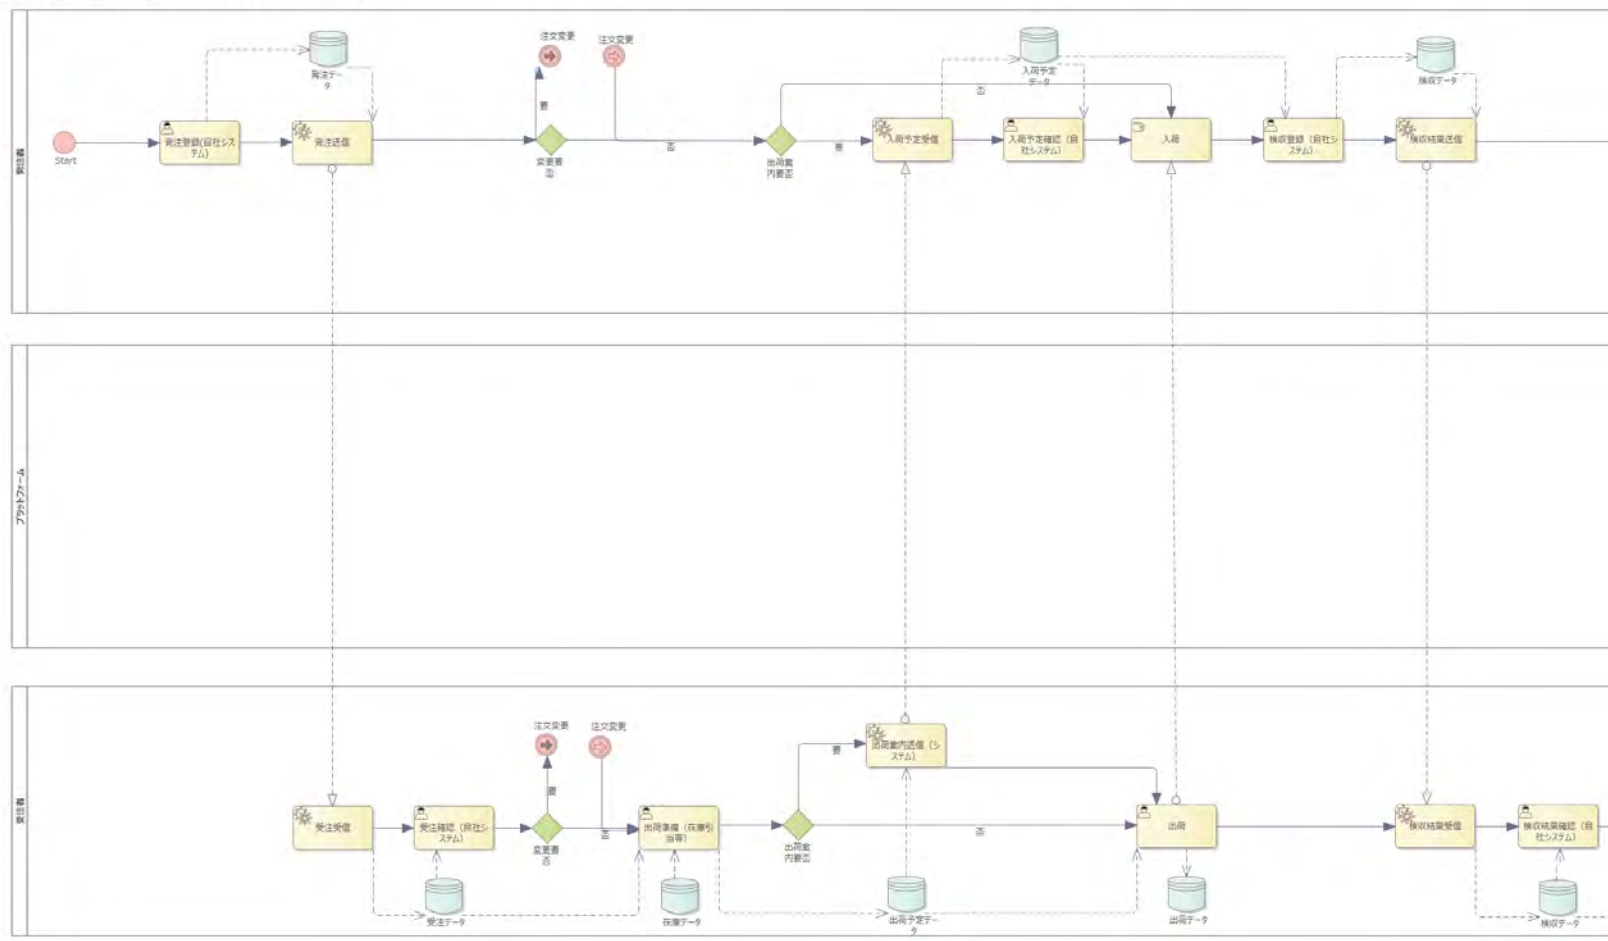 発注者
Start
発注登録(自社シス
テム)
発注デー
タ
発注送信
注文変更
要
変更要
否
注文変更
否
出荷案
内要否
否
要
入荷予定受信
入荷予定
データ
入荷予定確認（自
社システム）
入荷
検収登録（自社シ
ステム）
検収データ
検収結果送信
プラットフォーム
受注者
受注受信
受注確認（自社シ
ステム）
受注データ
注文変更
要
変更要
否
注文変更
否
出荷準備（在庫引
当等）
在庫データ
出荷案
内要否
要
否
出荷案内送信（シ
ステム）
出荷予定デー
タ
出荷
出荷データ
検収結果受信
検収結果確認（自
社システム）
検収データ